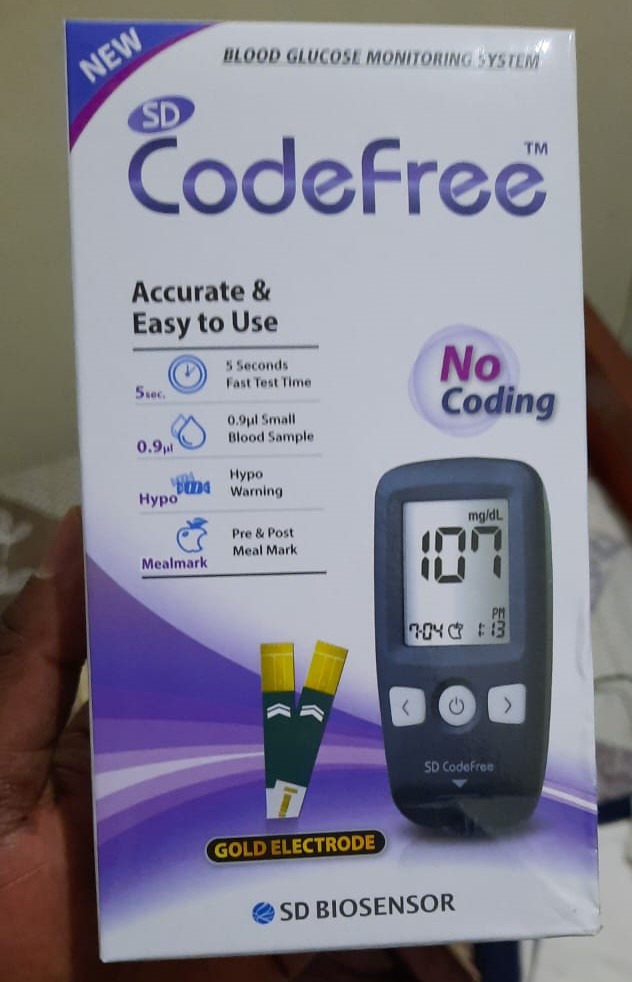 NEW
BLOOD GLUCOSE MONITORING SYSTEM
SD
CodeFree™
Accurate &
Easy to Use
5 sec.
5 Seconds
Fast Test Time
0.9µl
0.9µl Small
Blood Sample
Hypo
Hypo
Warning
Mealmark
Pre & Post
Meal Mark
No
Coding
mg/dL
107
PM
7-04 1:13
SD CodeFree
GOLD ELECTRODE
SD BIOSENSOR